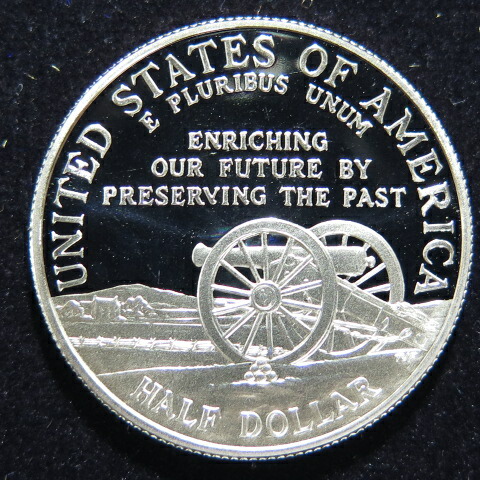 UNITED STATES OF AMERICA
E PLURIBUS UNUM
ENRICHING
OUR FUTURE BY
PRESERVING THE PAST
HALF DOLLAR